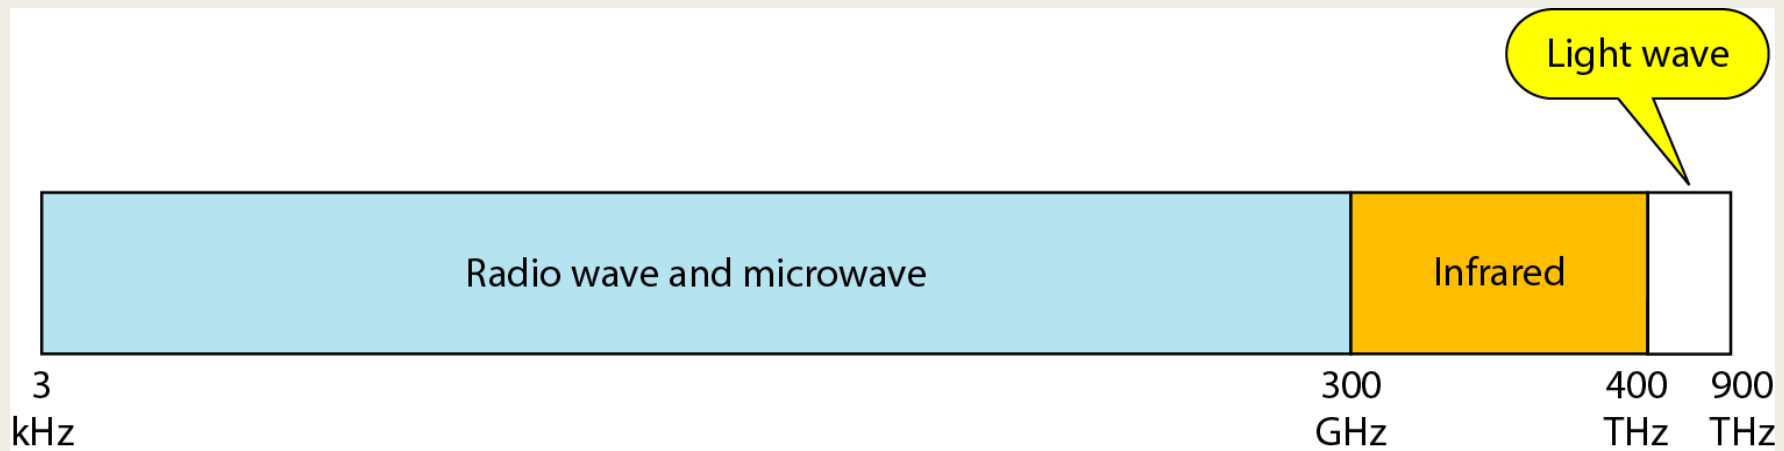 Light wave
Radio wave and microwave
Infrared
3 300 400 900
kHz GHz THz THz